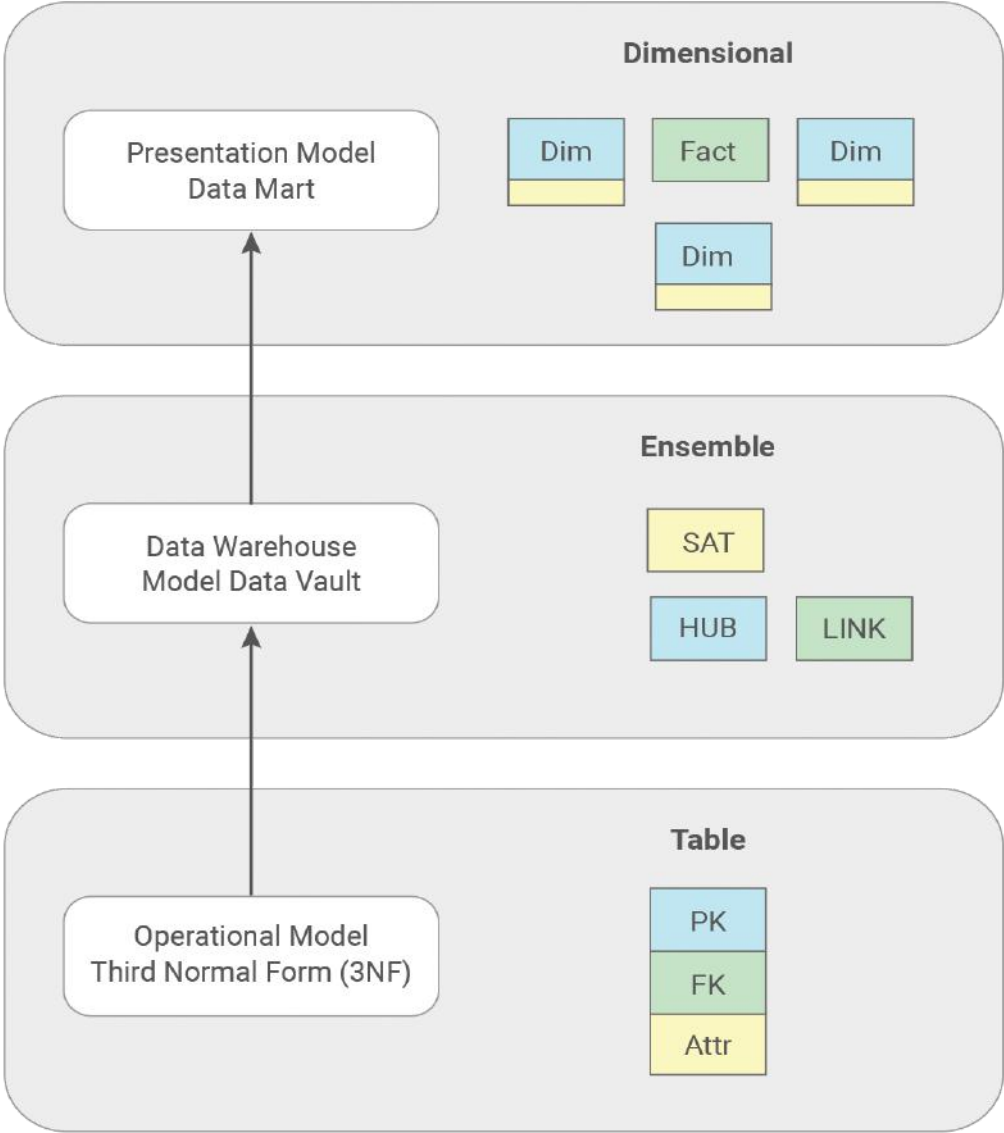 Dimensional
Presentation Model
Data Mart
Dim
Fact
Dim
Dim
Ensemble
Data Warehouse
Model Data Vault
SAT
HUB
LINK
Table
Operational Model
Third Normal Form (3NF)
PK
FK
Attr